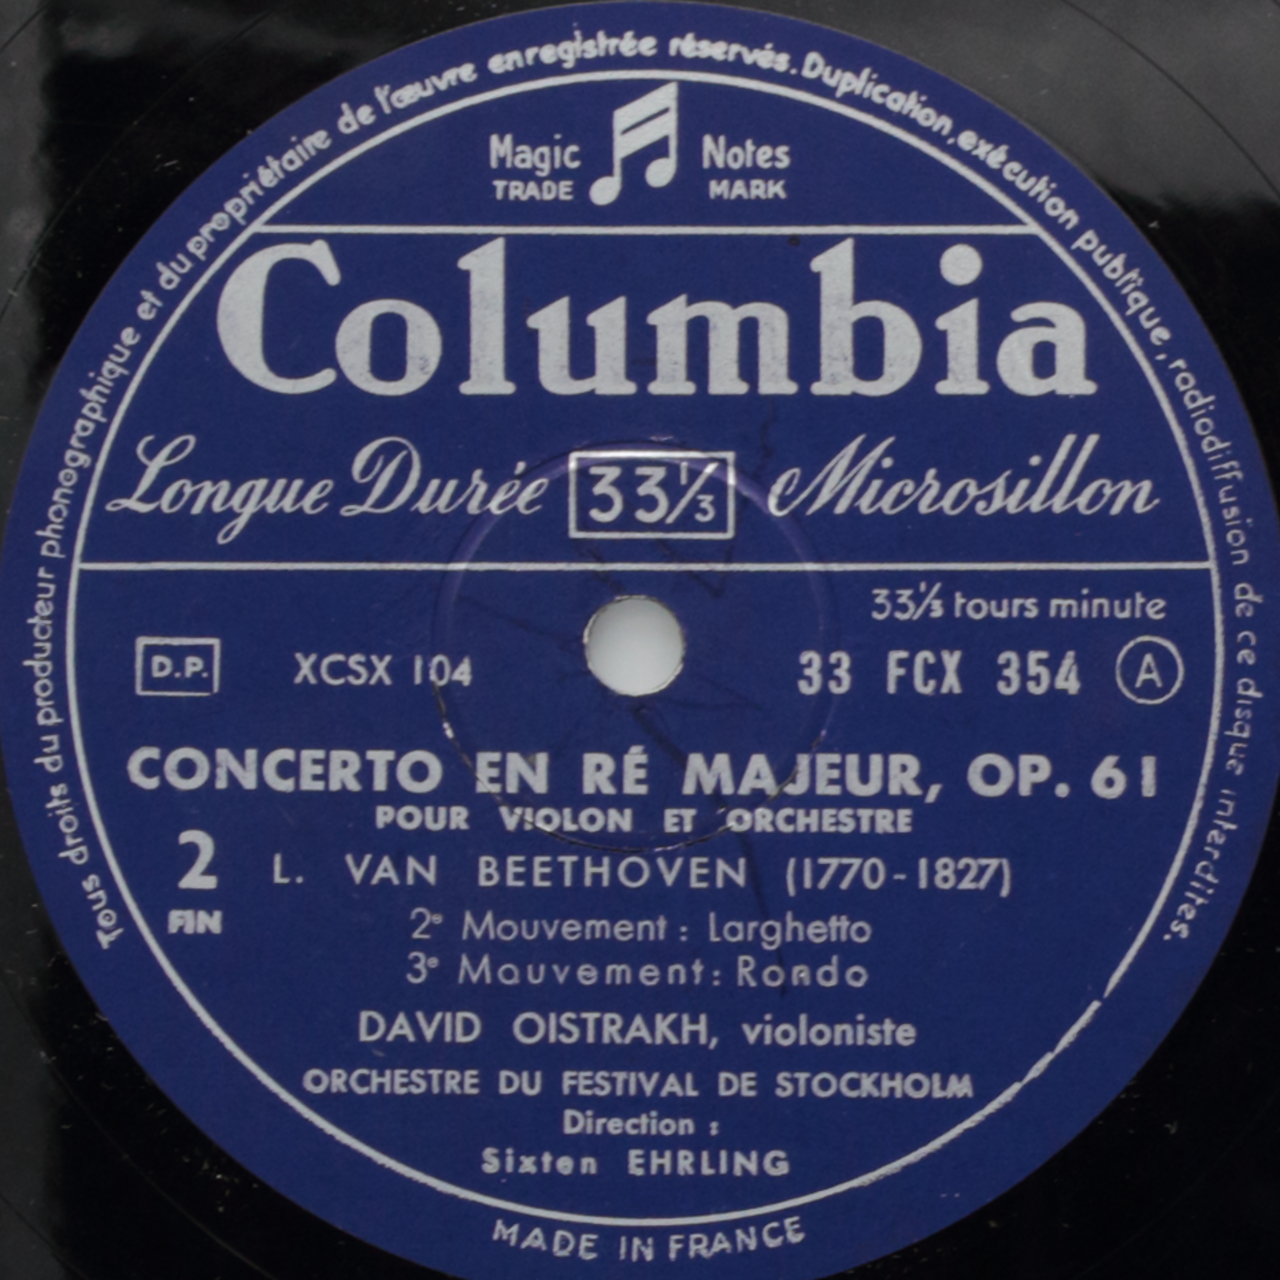 Tous droits du producteur phonographique et du propriétaire de l'œuvre enregistrée réservés. Duplication, exécution publique, radiodiffusion de ce disque interdites.
Magic Notes
TRADE MARK
Columbia
Longue Durée 33⅓ Microsillon
33⅓ tours minute
D.P. XCSX 104 33 FCX 354 A
CONCERTO EN RÉ MAJEUR, OP. 61
POUR VIOLON ET ORCHESTRE
2 L. VAN BEETHOVEN (1770-1827)
FIN 2e Mouvement : Larghetto
3e Mouvement : Rondo
DAVID OISTRAKH, violoniste
ORCHESTRE DU FESTIVAL DE STOCKHOLM
Direction :
Sixten EHRLING
MADE IN FRANCE